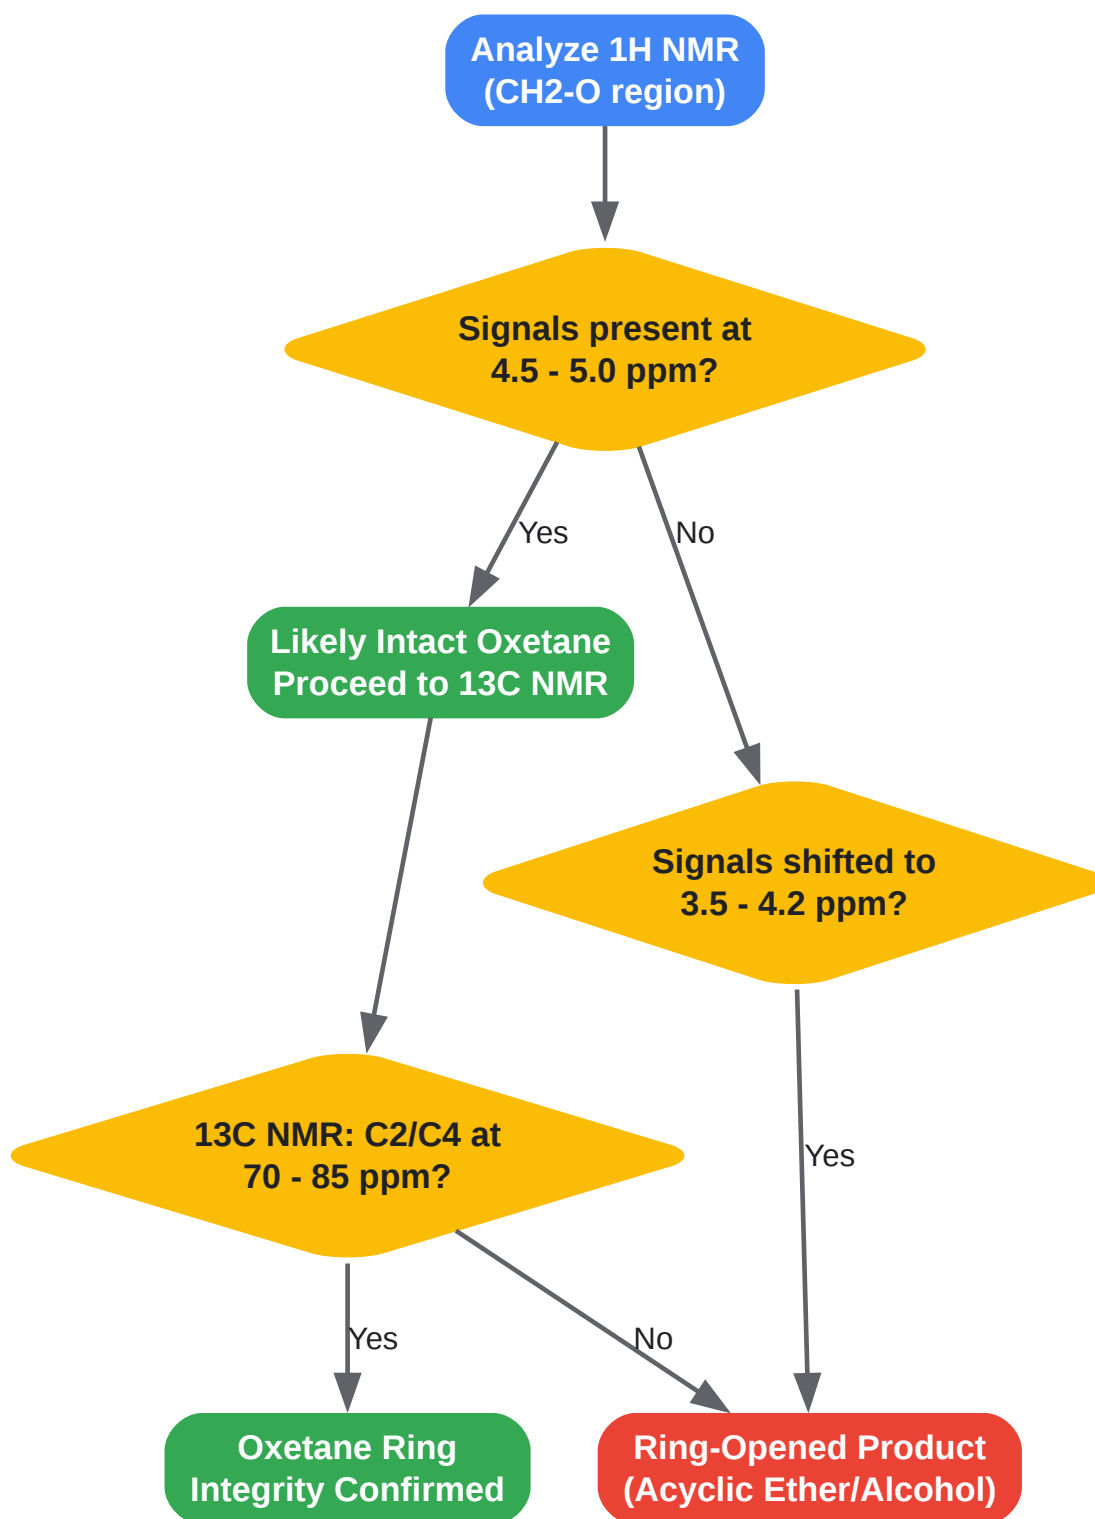 Analyze 1H NMR
(CH2-O region)
Signals present at
4.5 - 5.0 ppm?
Yes
No
Likely Intact Oxetane
Proceed to 13C NMR
Signals shifted to
3.5 - 4.2 ppm?
13C NMR: C2/C4 at
70 - 85 ppm?
Yes
Yes
No
Oxetane Ring
Integrity Confirmed
Ring-Opened Product
(Acyclic Ether/Alcohol)